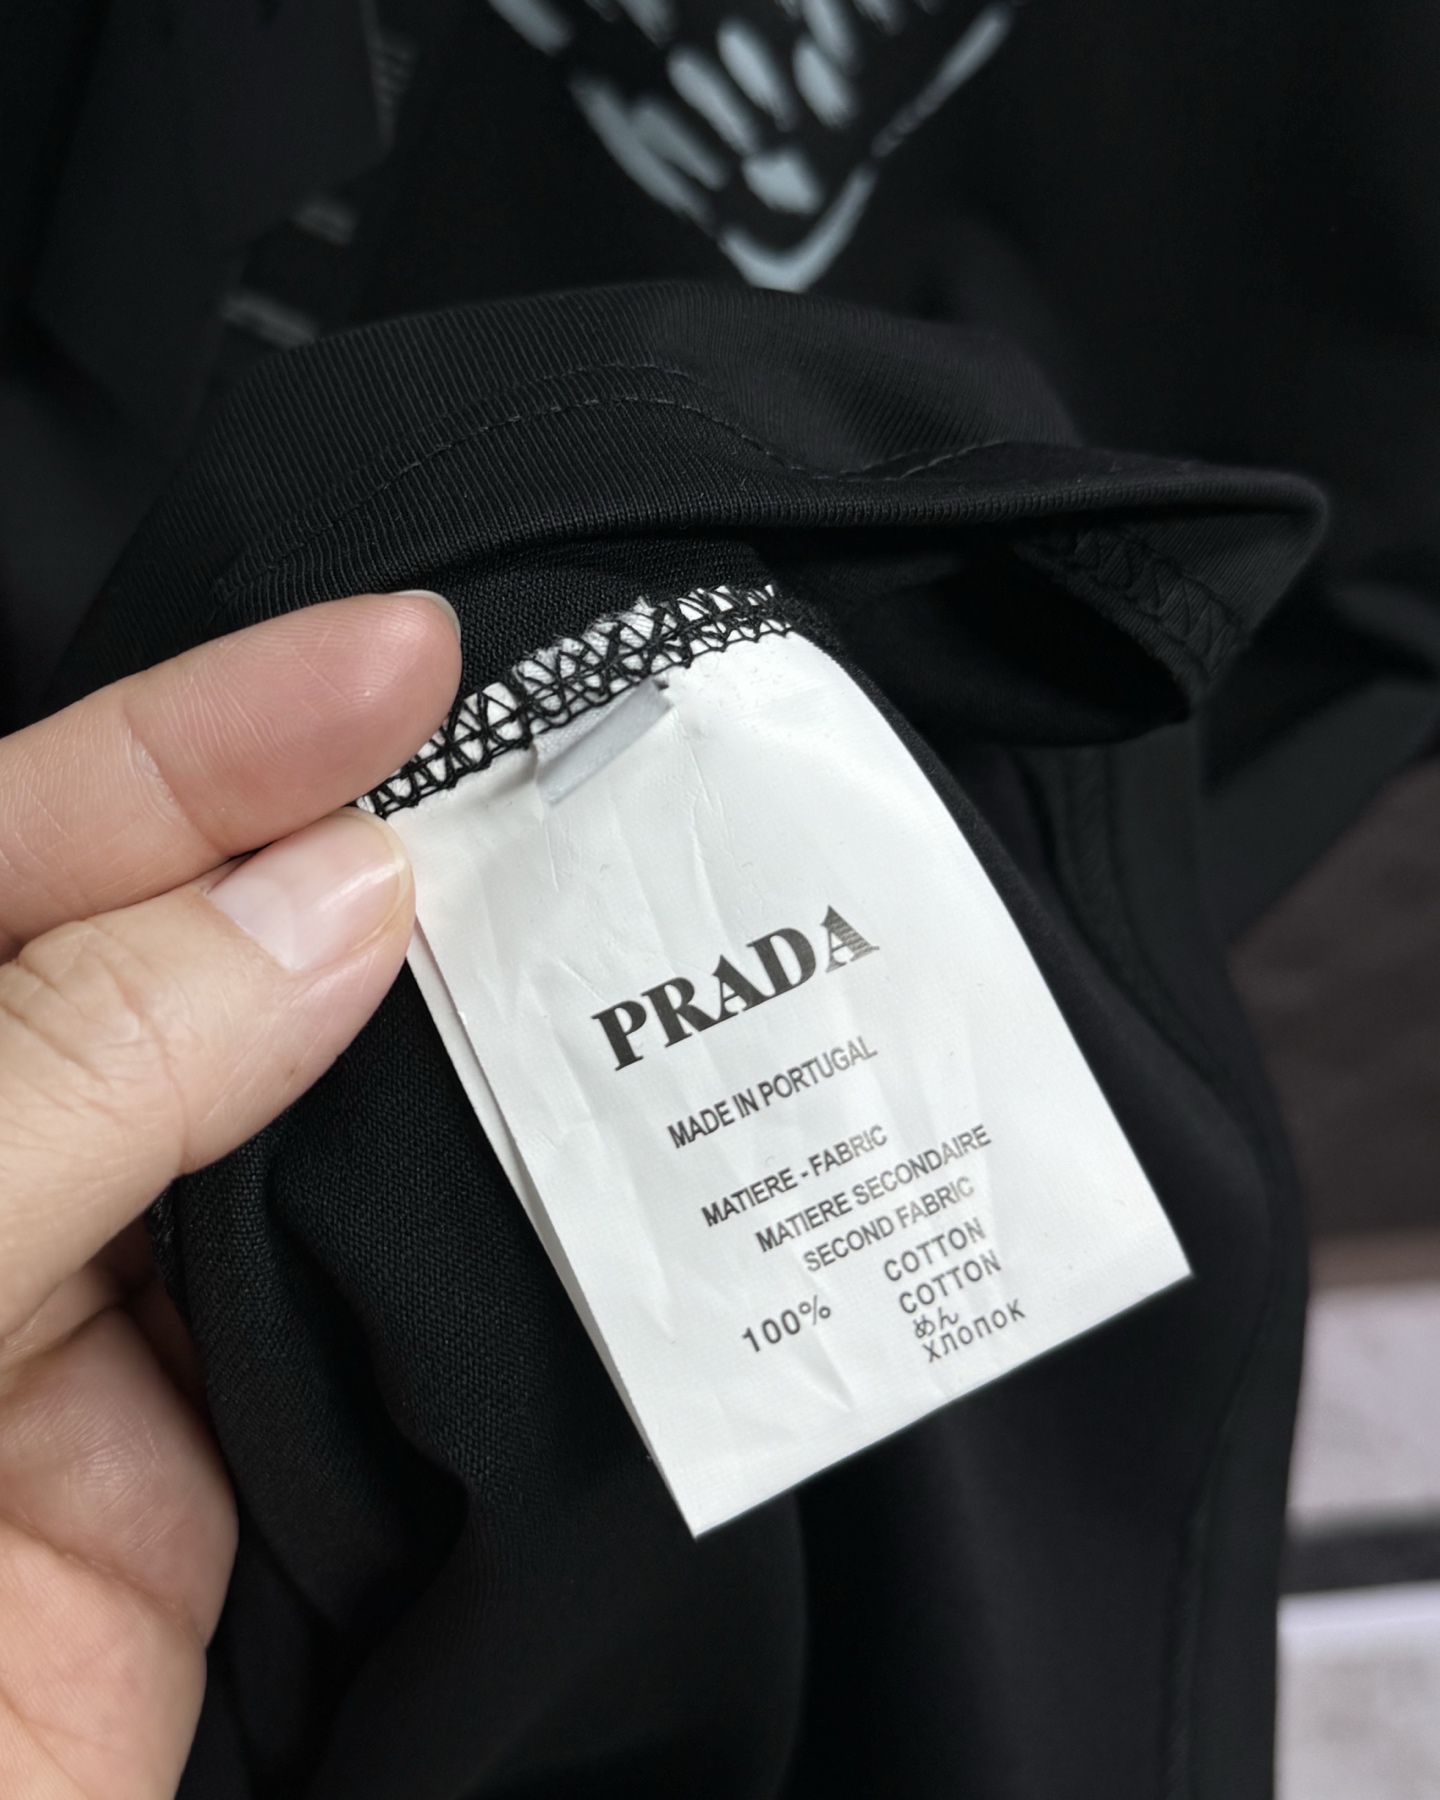 PRADA
MADE IN PORTUGAL
MATIERE - FABRIC
MATIERE SECONDAIRE
SECOND FABRIC
COTTON
100% COTTON
めん
хлопок